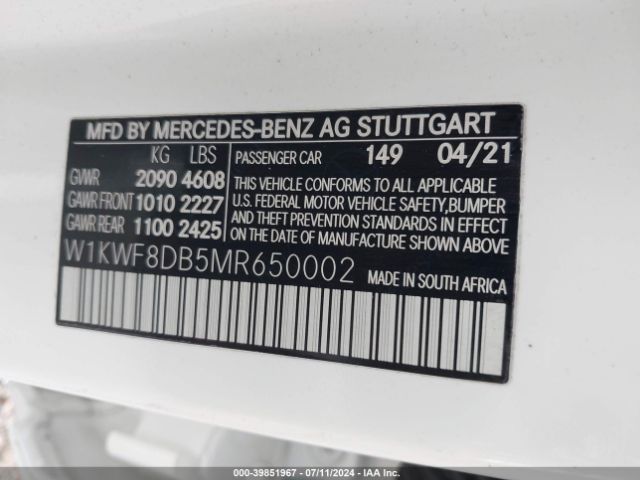 MFD BY MERCEDES-BENZ AG STUTTGART
KG LBS
GVWR 2090 4608
GAWR FRONT 1010 2227
GAWR REAR 1100 2425
PASSENGER CAR 149 04/21
THIS VEHICLE CONFORMS TO ALL APPLICABLE
U.S. FEDERAL MOTOR VEHICLE SAFETY, BUMPER
AND THEFT PREVENTION STANDARDS IN EFFECT
ON THE DATE OF MANUFACTURE SHOWN ABOVE
W1KWF8DB5MR650002
MADE IN SOUTH AFRICA
000-39851967 / 07/11/2024 - IAA Inc.